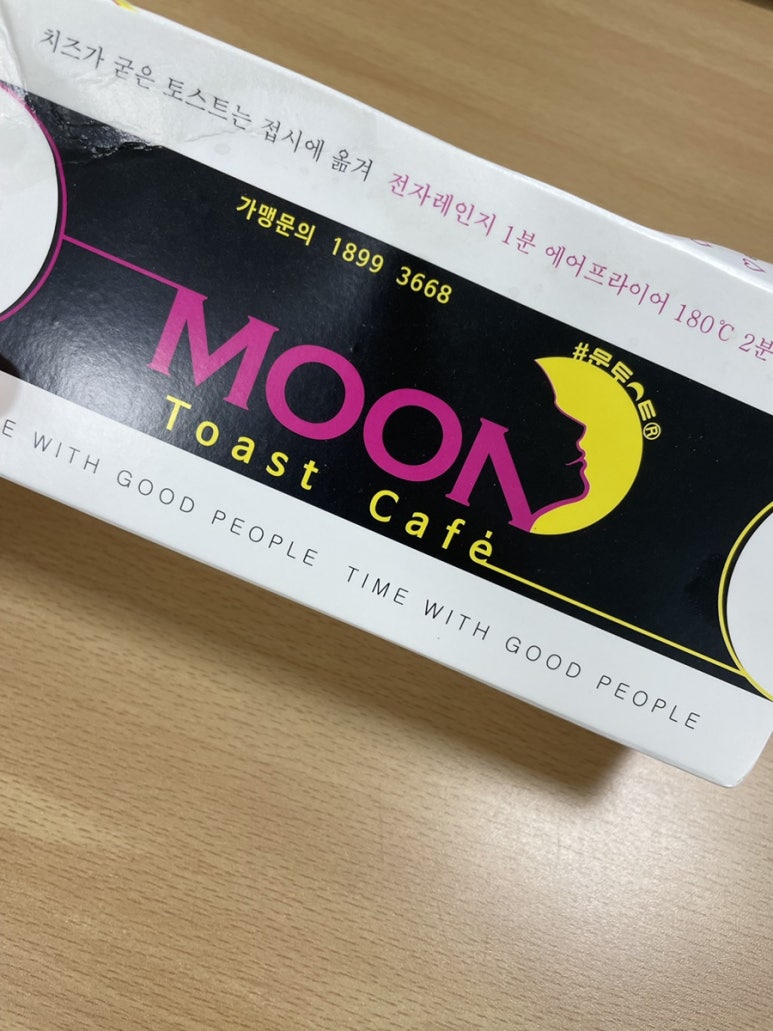 치즈가 굳은 토스트는 접시에 옮겨 전자레인지 1분 에어프라이어 180℃ 2분
가맹문의 1899 3668
#문토스트®
MOON
Toast Café
E WITH GOOD PEOPLE TIME WITH GOOD PEOPLE